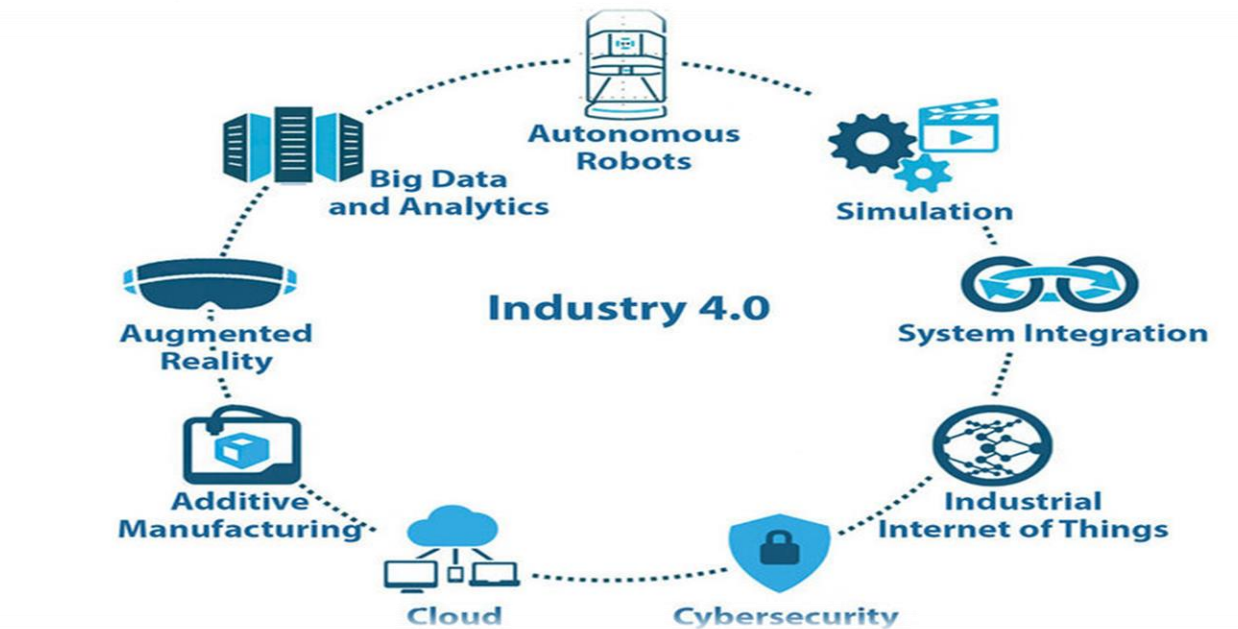 Autonomous
Robots
Big Data
and Analytics
Simulation
Industry 4.0
Augmented
Reality
System Integration
Additive
Manufacturing
Industrial
Internet of Things
Cloud
Cybersecurity